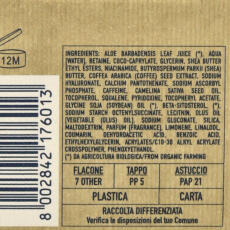 12M
INGREDIENTS: ALOE BARBADENSIS LEAF JUICE (*), AQUA
[WATER], BETAINE, COCO-CAPRYLATE, GLYCERIN, SHEA BUTTER
ETHYL ESTERS, NIACINAMIDE, BUTYROSPERMUM PARKII (SHEA)
BUTTER, COFFEA ARABICA (COFFEE) SEED EXTRACT, SODIUM
HYALURONATE, CALCIUM PANTOTHENATE, SODIUM ASCORBYL
PHOSPHATE, CAFFEINE, CAMELLIA SATIVA SEED OIL,
TOCOPHEROL, SQUALENE, PYRIDOXINE, TOCOPHERYL ACETATE,
GLYCINE SOJA (SOYBEAN) OIL (*), BETA-SITOSTEROL,
SODIUM STARCH OCTENYLSUCCINATE, LECITHIN, OLUS OIL
(VEGETABLE OIL), SODIUM GLUCONATE, SILICA,
MALTODEXTRIN, PARFUM [FRAGRANCE], LIMONENE, LINALOOL,
COUMARIN, DEHYDROACETIC ACID, BENZOIC ACID,
ETHYLHEXYLGLYCERIN, ACRYLATES/C10-30 ALKYL ACRYLATE
CROSSPOLYMER, PHENOXYETHANOL.
(*) DA AGRICOLTURA BIOLOGICA/FROM ORGANIC FARMING
FLACONE TAPPO ASTUCCIO
7 OTHER PP 5 PAP 21
PLASTICA CARTA
RACCOLTA DIFFERENZIATA
Verifica le disposizioni del tuo Comune
8 002842 176013